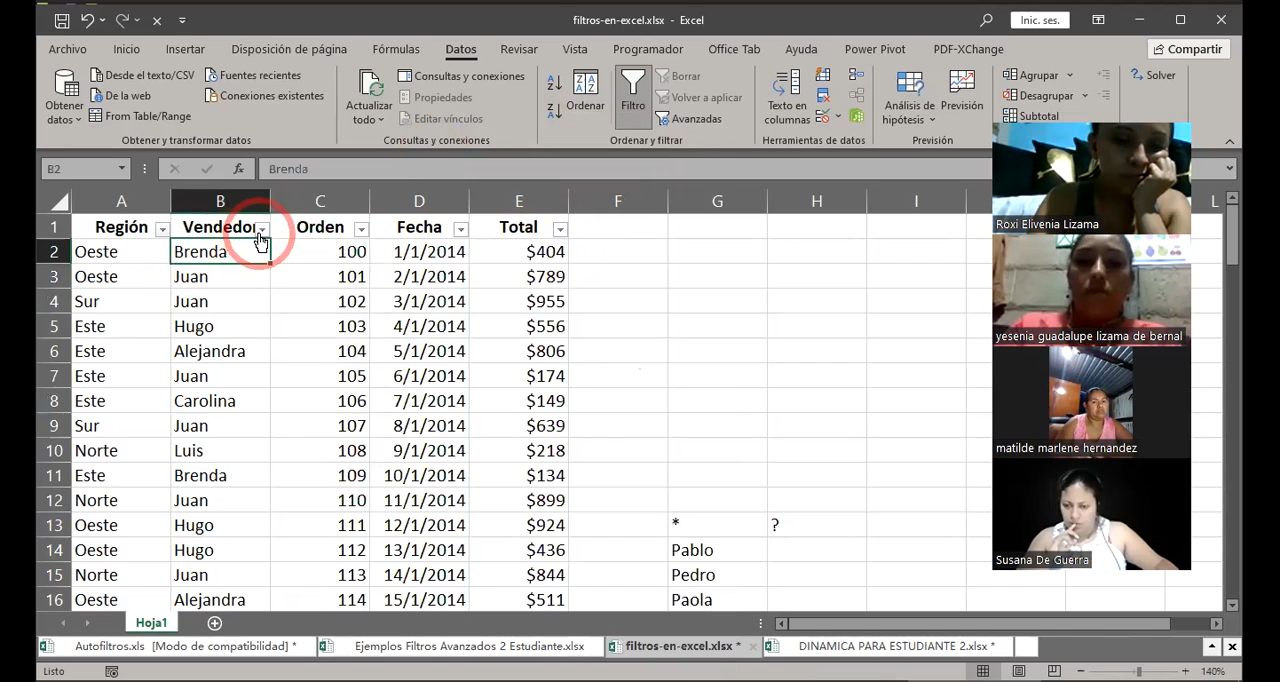 filtros-en-excel.xlsx - Excel
Inic. ses.
Archivo Inicio Insertar Disposición de página Fórmulas Datos Revisar Vista Programador Office Tab Ayuda Power Pivot PDF-XChange Compartir
Obtener datos
Desde el texto/CSV
De la web
From Table/Range
Fuentes recientes
Conexiones existentes
Obtener y transformar datos
Actualizar todo
Consultas y conexiones
Propiedades
Editar vínculos
Consultas y conexiones
Ordenar
Filtro
Borrar
Volver a aplicar
Avanzadas
Ordenar y filtrar
Texto en columnas
Herramientas de datos
Análisis de hipótesis
Previsión
Previsión
Agrupar
Desagrupar
Subtotal
Solver
B2 fx Brenda
A B C D E F G H I L
1 Región Vendedor Orden Fecha Total
2 Oeste Brenda 100 1/1/2014 $404
3 Oeste Juan 101 2/1/2014 $789
4 Sur Juan 102 3/1/2014 $955
5 Este Hugo 103 4/1/2014 $556
6 Este Alejandra 104 5/1/2014 $806
7 Este Juan 105 6/1/2014 $174
8 Este Carolina 106 7/1/2014 $149
9 Sur Juan 107 8/1/2014 $639
10 Norte Luis 108 9/1/2014 $218
11 Este Brenda 109 10/1/2014 $134
12 Norte Juan 110 11/1/2014 $899
13 Oeste Hugo 111 12/1/2014 $924 * ?
14 Oeste Hugo 112 13/1/2014 $436 Pablo
15 Norte Juan 113 14/1/2014 $844 Pedro
16 Oeste Alejandra 114 15/1/2014 $511 Paola
Roxi Elivenia Lizama
yesenia guadalupe lizama de bernal
matilde marlene hernandez
Susana De Guerra
Hoja1
Autofiltros.xls [Modo de compatibilidad] * Ejemplos Filtros Avanzados 2 Estudiante.xlsx filtros-en-excel.xlsx * DINAMICA PARA ESTUDIANTE 2.xlsx *
Listo 140%